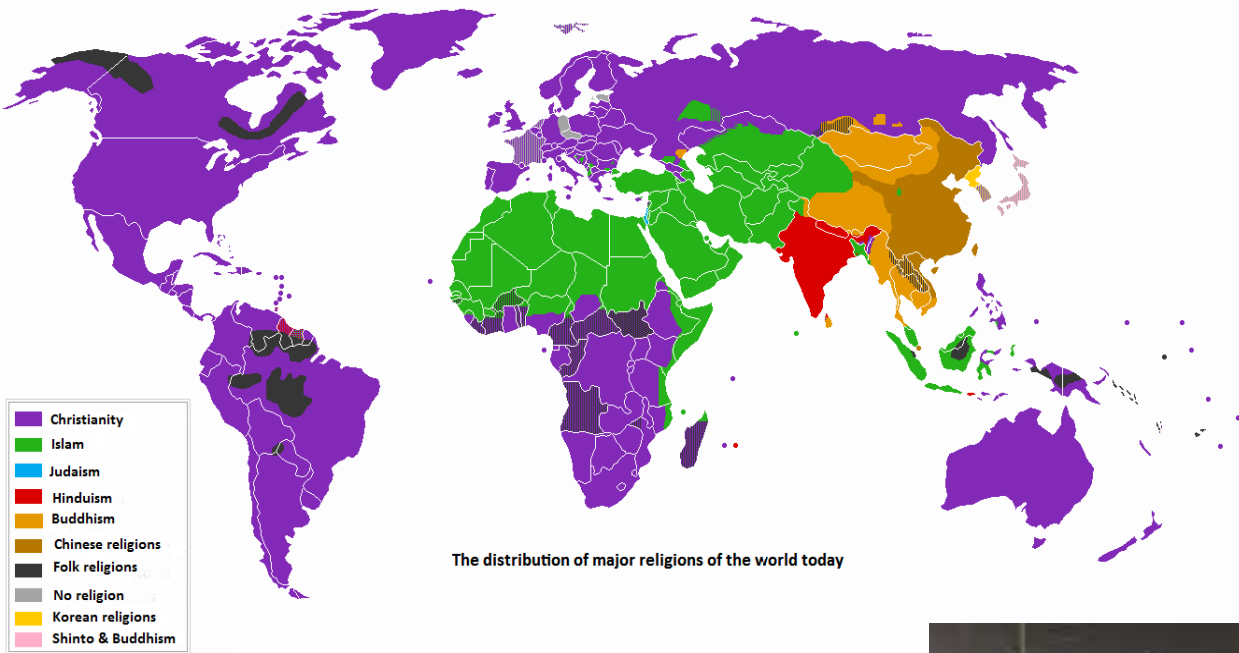 Christianity
Islam
Judaism
Hinduism
Buddhism
Chinese religions
Folk religions
No religion
Korean religions
Shinto & Buddhism
The distribution of major religions of the world today